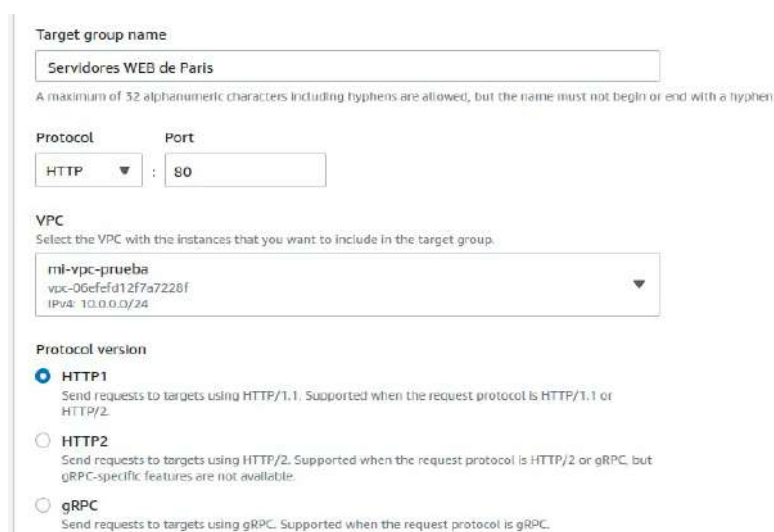 Target group name
Servidores WEB de Paris
A maximum of 32 alphanumeric characters including hyphens are allowed, but the name must not begin or end with a hyphen
Protocol Port
HTTP : 80
VPC
Select the VPC with the instances that you want to include in the target group.
mi-vpc-prueba
vpc-06efefd12f7a7228f
IPv4: 10.0.0.0/24
Protocol version
HTTP1
Send requests to targets using HTTP/1.1. Supported when the request protocol is HTTP/1.1 or
HTTP/2.
HTTP2
Send requests to targets using HTTP/2. Supported when the request protocol is HTTP/2 or gRPC, but
gRPC-specific features are not available.
gRPC
Send requests to targets using gRPC. Supported when the request protocol is gRPC.